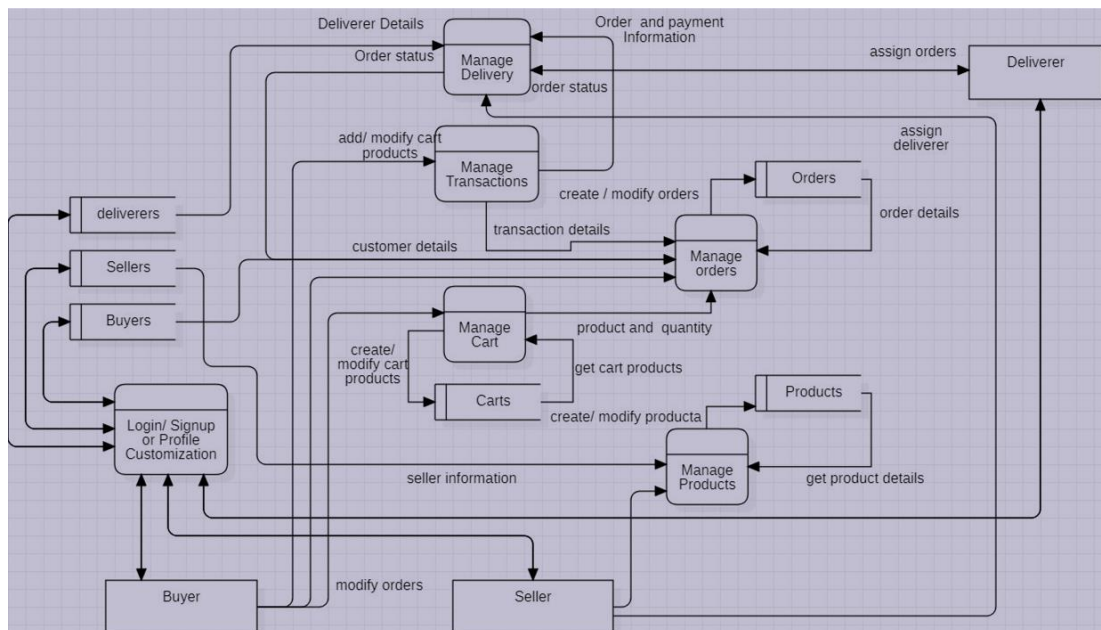 Deliverer Details
Order and payment
Information
Order status
Manage
Delivery
assign orders
Deliverer
order status
add/ modify cart
products
assign
deliverer
Manage
Transactions
Orders
create / modify orders
deliverers
order details
transaction details
customer details
Sellers
Manage
orders
Buyers
Manage
Cart
product and quantity
create/
modify cart
products
get cart products
Carts
Products
create/ modify producta
Login/ Signup
or Profile
Customization
Manage
Products
seller information
get product details
modify orders
Buyer
Seller